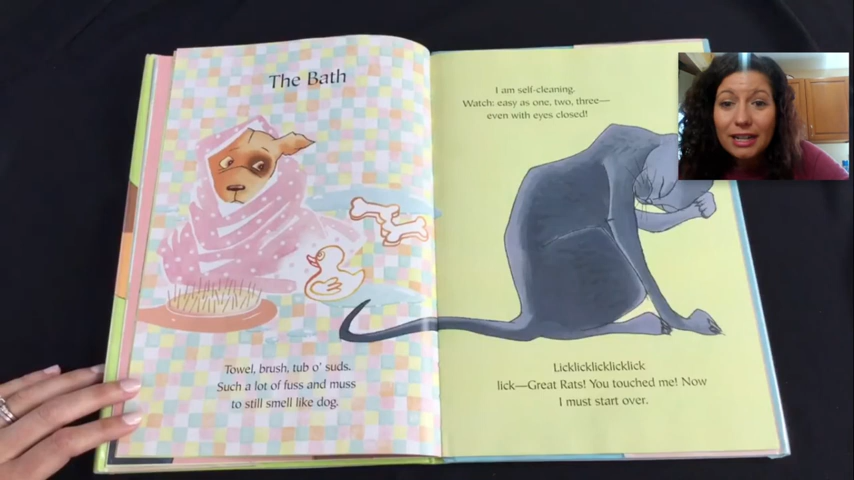 The Bath
Towel, brush, tub o' suds.
Such a lot of fuss and muss
to still smell like dog.
I am self-cleaning.
Watch: easy as one, two, three—
even with eyes closed!
Licklicklicklicklick
lick—Great Rats! You touched me! Now
I must start over.